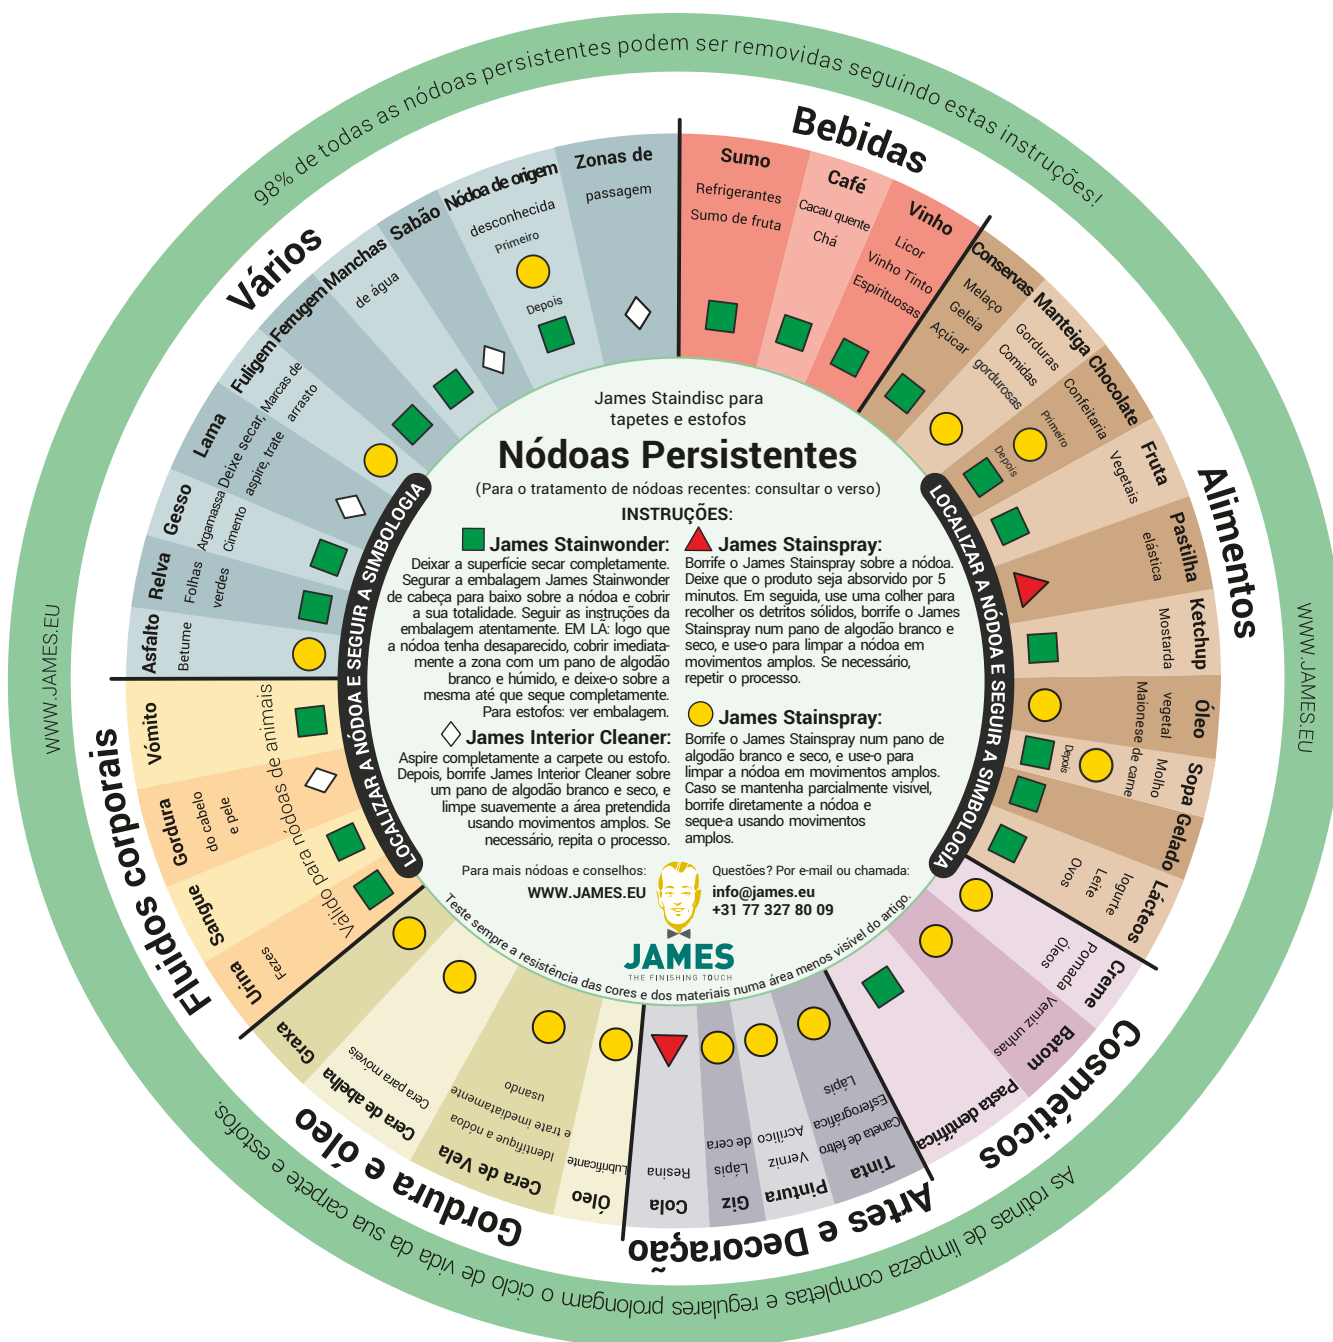 98% de todas as nódoas persistentes podem ser removidas seguindo estas instruções!
WWW.JAMES.EU
As rotinas de limpeza completas e regulares prolongam o ciclo de vida da sua carpete e estofos.
WWW.JAMES.EU
Bebidas
Sumo
Refrigerantes
Sumo de fruta
Café
Cacau quente
Chá
Vinho
Licor
Vinho Tinto
Espirituosas
Alimentos
Conservas
Melaço
Geleia
Açúcar
Manteiga
Gorduras
Comidas
gordurosas
Chocolate
Confeitaria
Primeiro
Depois
Fruta
Vegetais
Pastilha
elástica
Ketchup
Mostarda
Óleo
vegetal
Maionese
Sopa
Molho
de carne
Depois
Gelado
Lácteos
Iogurte
Leite
Ovos
Cosméticos
Creme
Pomada
Óleos
Batom
Verniz unhas
Pasta dentífrica
Artes e Decoração
Tinta
Caneta de feltro
Esferográfica
Lápis
Pintura
Verniz
Acrílico
Giz
Lápis
de cera
Cola
Resina
Gordura e óleo
Óleo
Lubrificante
Cera de Vela
Identifique a nódoa
e trate imediatamente
usando
Cera de abelha
Cera para móveis
Graxa
Fluidos corporais
Urina
Fezes
Sangue
Gordura
do cabelo
e pele
Vómito
Válido para nódoas de animais
Vários
Asfalto
Betume
Relva
Folhas
verdes
Gesso
Argamassa
Cimento
Lama
Deixe secar,
aspire, trate
Fuligem
Marcas de
arrasto
Ferrugem
Manchas
de água
Sabão
Nódoa de origem
desconhecida
Primeiro
Depois
Zonas de
passagem
LOCALIZAR A NÓDOA E SEGUIR A SIMBOLOGIA
LOCALIZAR A NÓDOA E SEGUIR A SIMBOLOGIA
James Staindisc para
tapetes e estofos
Nódoas Persistentes
(Para o tratamento de nódoas recentes: consultar o verso)
INSTRUÇÕES:
James Stainwonder:
Deixar a superfície secar completamente.
Segurar a embalagem James Stainwonder
de cabeça para baixo sobre a nódoa e cobrir
a sua totalidade. Seguir as instruções da
embalagem atentamente. EM LÃ: logo que
a nódoa tenha desaparecido, cobrir imediata-
mente a zona com um pano de algodão
branco e húmido, e deixe-o sobre a
mesma até que seque completamente.
Para estofos: ver embalagem.
James Interior Cleaner:
Aspire completamente a carpete ou estofo.
Depois, borrife James Interior Cleaner sobre
um pano de algodão branco e seco, e
limpe suavemente a área pretendida
usando movimentos amplos. Se
necessário, repita o processo.
James Stainspray:
Borrife o James Stainspray sobre a nódoa.
Deixe que o produto seja absorvido por 5
minutos. Em seguida, use uma colher para
recolher os detritos sólidos, borrife o James
Stainspray num pano de algodão branco e
seco, e use-o para limpar a nódoa em
movimentos amplos. Se necessário,
repetir o processo.
James Stainspray:
Borrife o James Stainspray num pano de
algodão branco e seco, e use-o para
limpar a nódoa em movimentos amplos.
Caso se mantenha parcialmente visível,
borrife diretamente a nódoa e
seque-a usando movimentos
amplos.
Para mais nódoas e conselhos:
WWW.JAMES.EU
Questões? Por e-mail ou chamada:
info@james.eu
+31 77 327 80 09
JAMES
THE FINISHING TOUCH
Teste sempre a resistência das cores e dos materiais numa área menos visível do artigo.